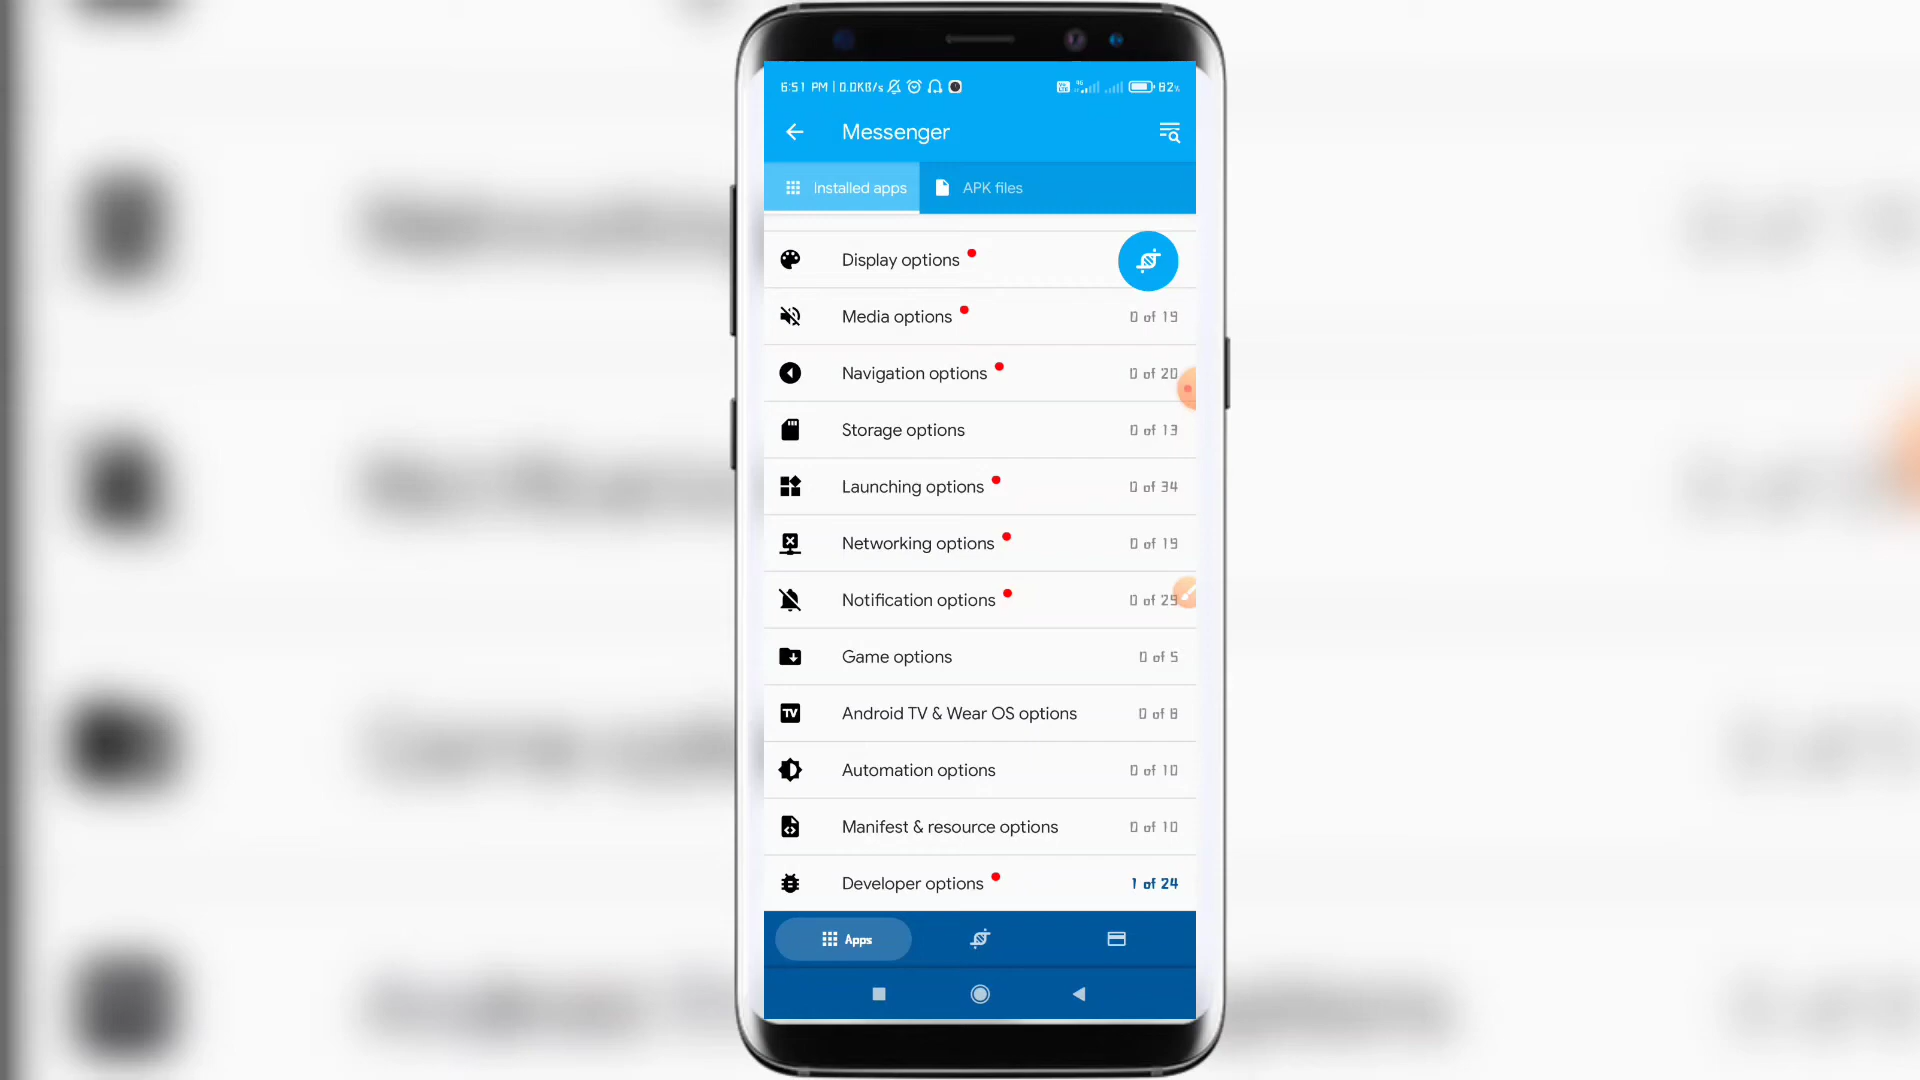 6:51 PM | 0.0KB/s 4G 82%
Messenger
Installed apps APK files
Display options
Media options 0 of 19
Navigation options 0 of 20
Storage options 0 of 13
Launching options 0 of 34
Networking options 0 of 19
Notification options 0 of 25
Game options 0 of 5
TV Android TV & Wear OS options 0 of 8
Automation options 0 of 10
Manifest & resource options 0 of 10
Developer options 1 of 24
Apps